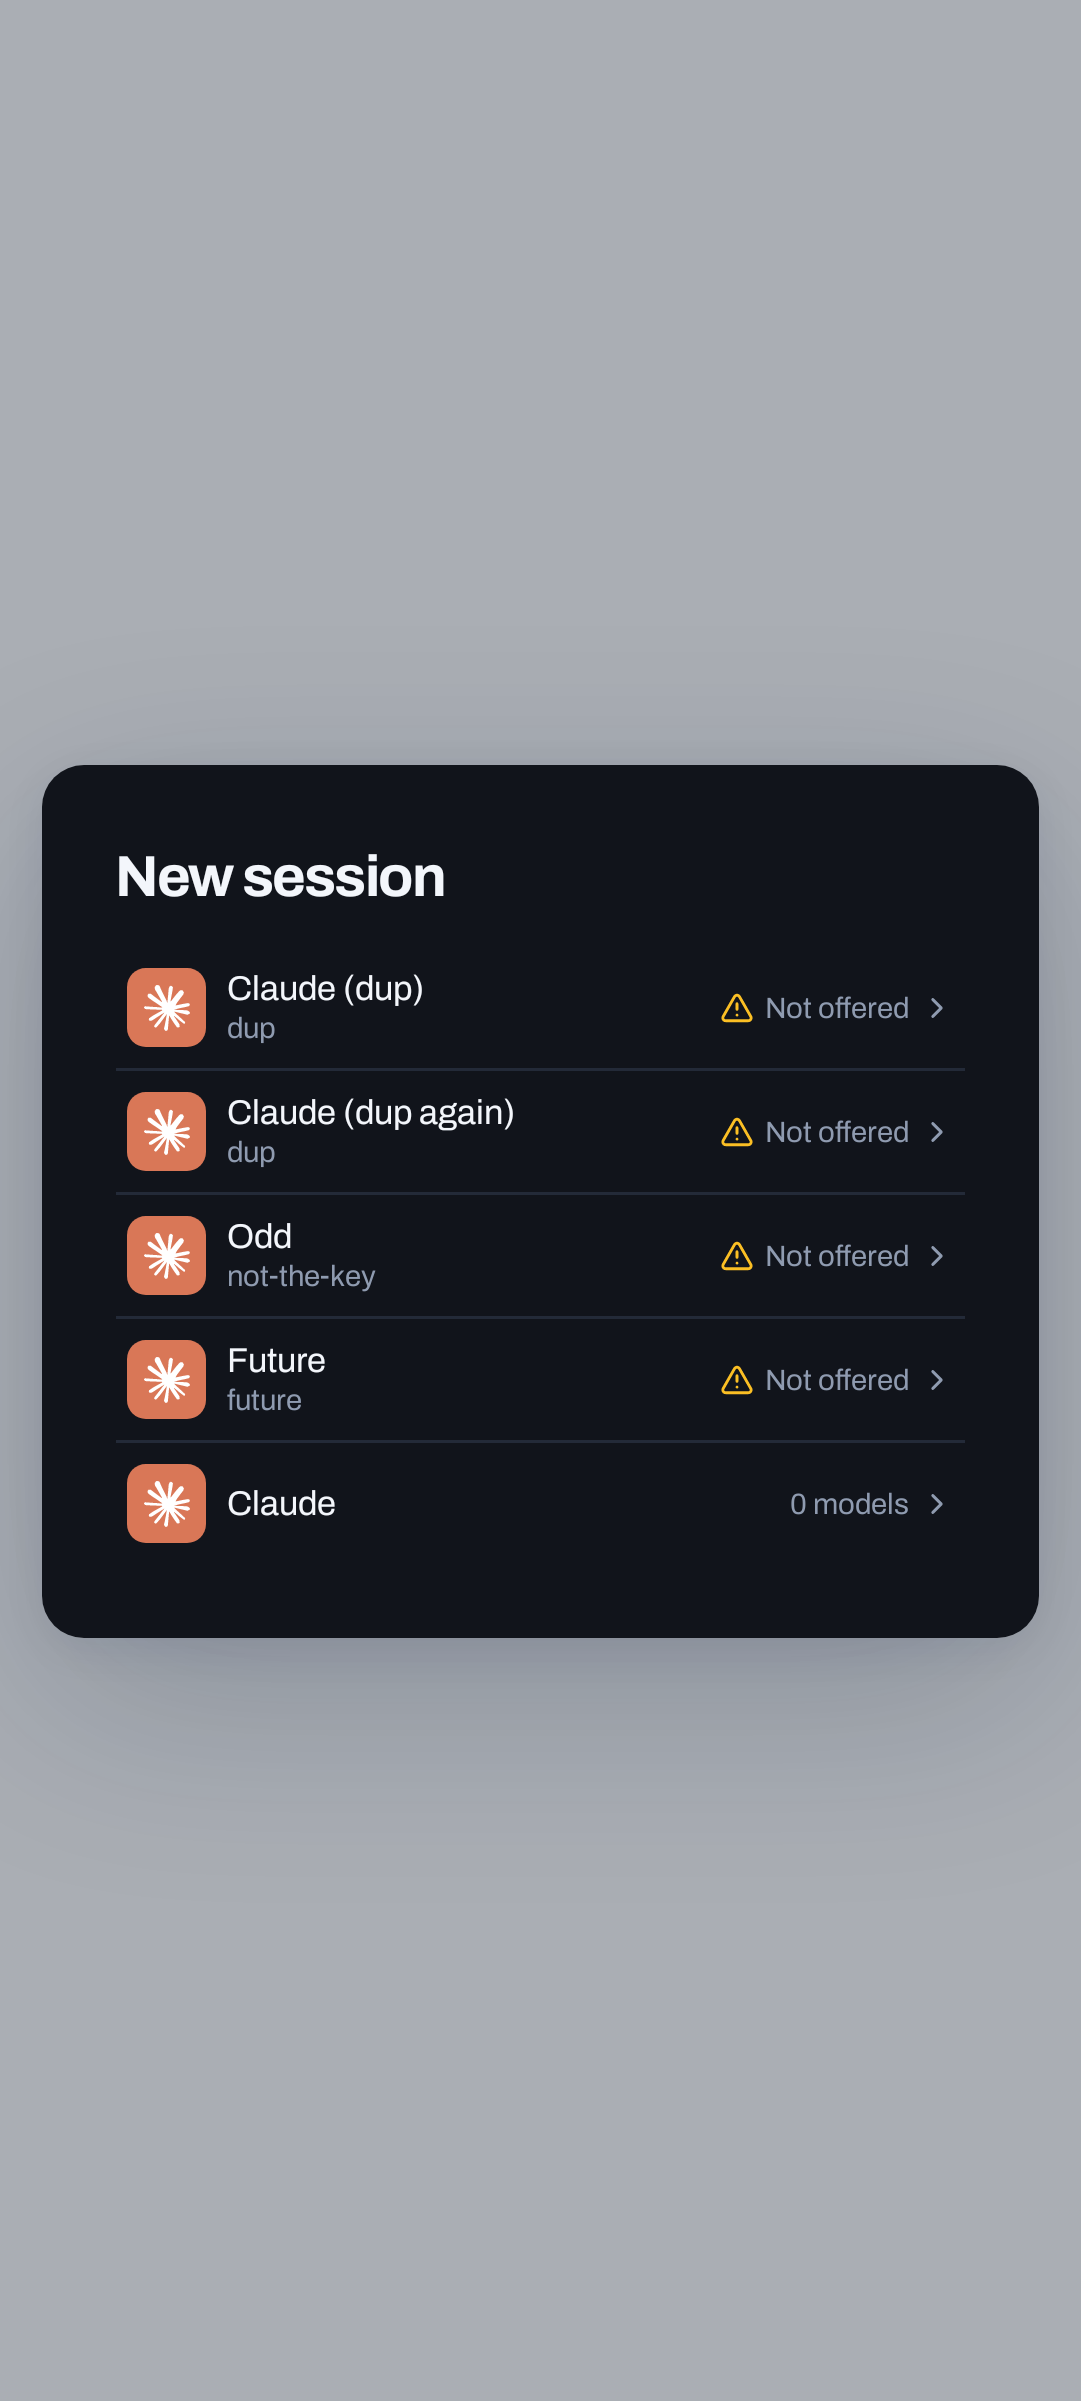 New session
Claude (dup)
dup
Not offered
Claude (dup again)
dup
Not offered
Odd
not-the-key
Not offered
Future
future
Not offered
Claude
0 models